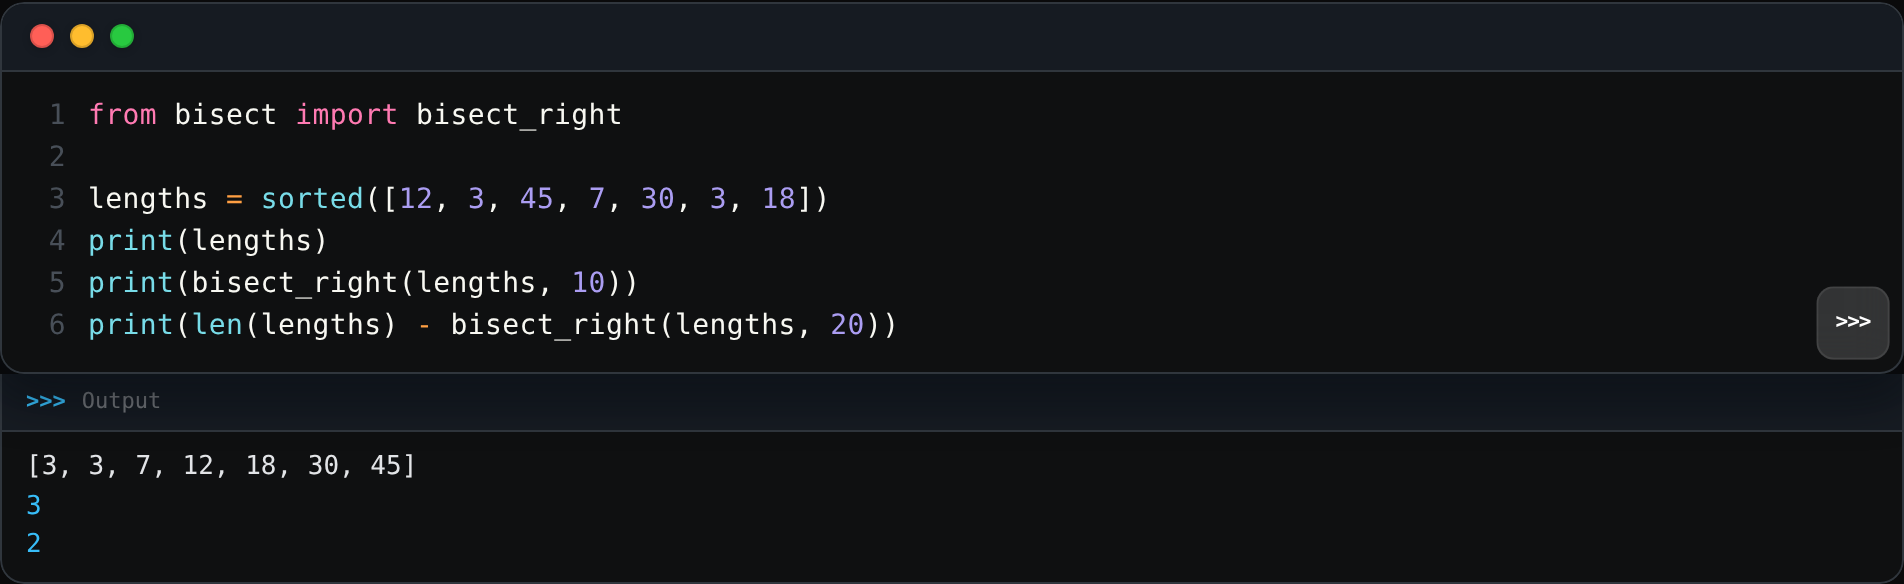 1 from bisect import bisect_right
2
3 lengths = sorted([12, 3, 45, 7, 30, 3, 18])
4 print(lengths)
5 print(bisect_right(lengths, 10))
6 print(len(lengths) - bisect_right(lengths, 20))
>>>
>>> Output
[3, 3, 7, 12, 18, 30, 45]
3
2